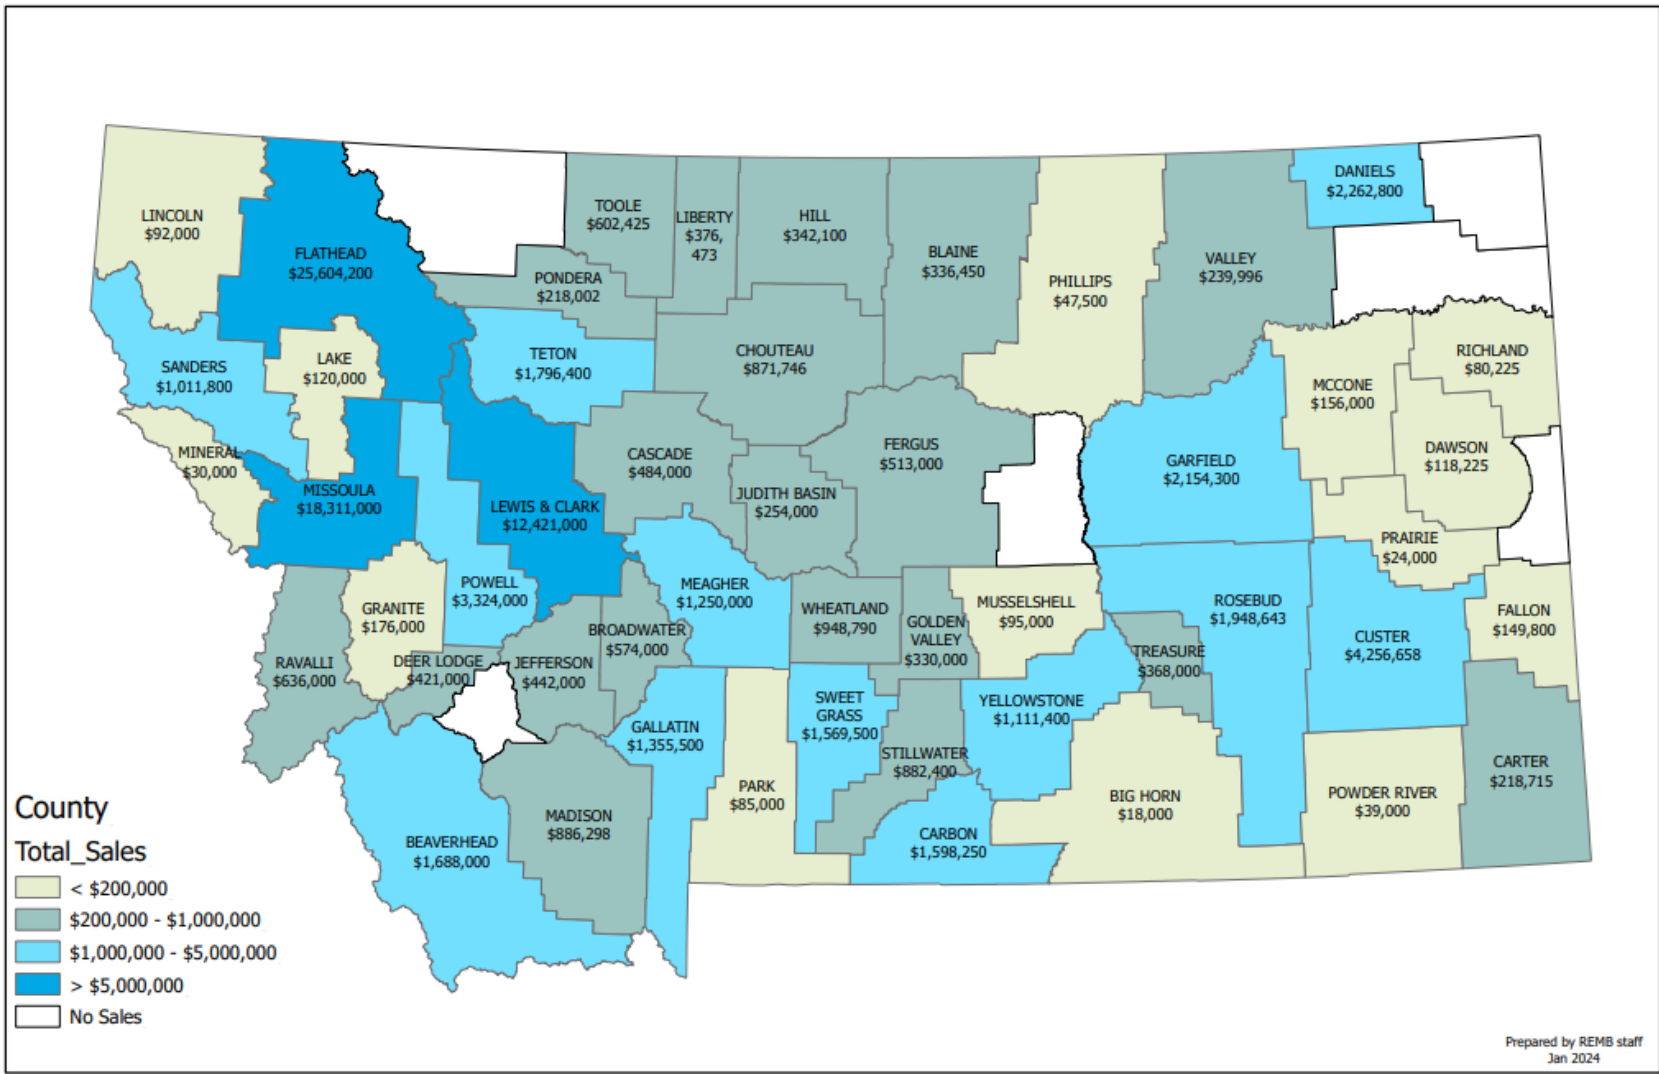 LINCOLN
$92,000
FLATHEAD
$25,604,200
TOOLE
$602,425
LIBERTY
$376,
473
HILL
$342,100
BLAINE
$336,450
PHILLIPS
$47,500
VALLEY
$239,996
DANIELS
$2,262,800
PONDERA
$218,002
SANDERS
$1,011,800
LAKE
$120,000
TETON
$1,796,400
CHOUTEAU
$871,746
RICHLAND
$80,225
MCCONE
$156,000
DAWSON
$118,225
MINERAL
$30,000
MISSOULA
$18,311,000
LEWIS & CLARK
$12,421,000
CASCADE
$484,000
JUDITH BASIN
$254,000
FERGUS
$513,000
GARFIELD
$2,154,300
PRAIRIE
$24,000
POWELL
$3,324,000
GRANITE
$176,000
MEAGHER
$1,250,000
WHEATLAND
$948,790
GOLDEN
VALLEY
$330,000
MUSSELSHELL
$95,000
ROSEBUD
$1,948,643
CUSTER
$4,256,658
FALLON
$149,800
RAVALLI
$636,000
DEER LODGE
$421,000
JEFFERSON
$442,000
BROADWATER
$574,000
TREASURE
$368,000
GALLATIN
$1,355,500
SWEET
GRASS
$1,569,500
YELLOWSTONE
$1,111,400
STILLWATER
$882,400
CARTER
$218,715
PARK
$85,000
BIG HORN
$18,000
POWDER RIVER
$39,000
MADISON
$886,298
BEAVERHEAD
$1,688,000
CARBON
$1,598,250
County
Total_Sales
< $200,000
$200,000 - $1,000,000
$1,000,000 - $5,000,000
> $5,000,000
No Sales
Prepared by REMB staff
Jan 2024